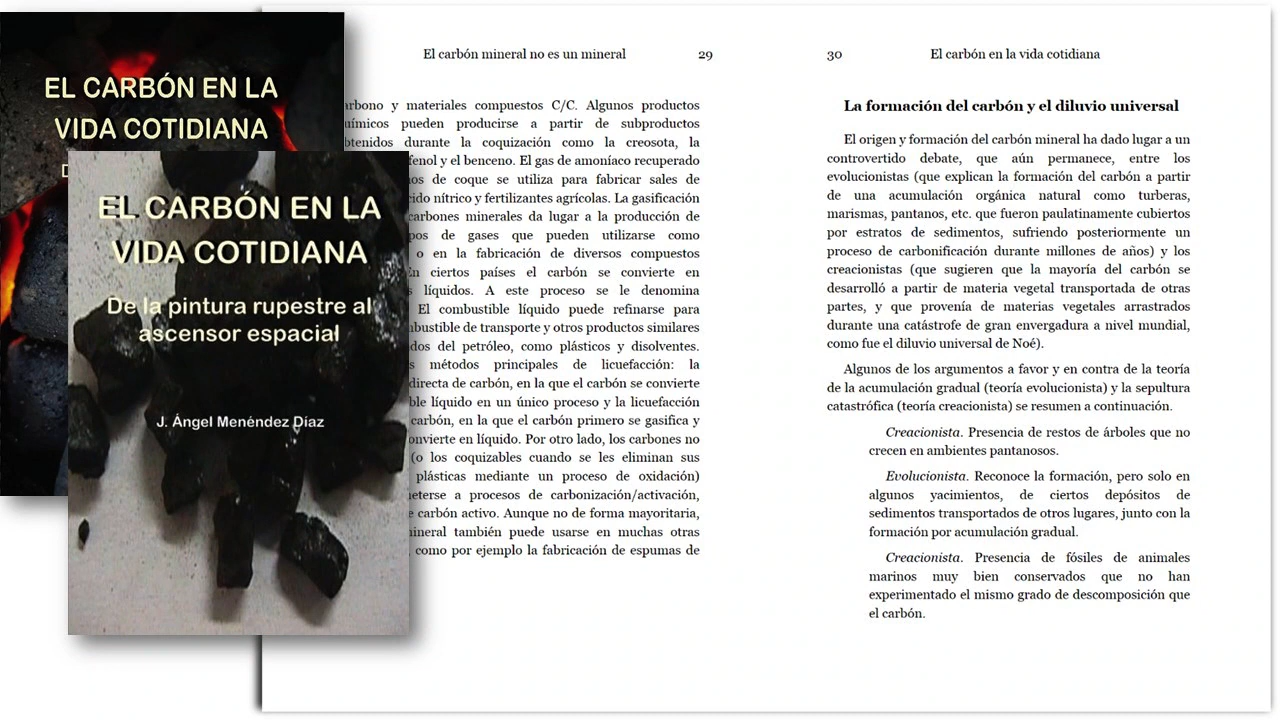 EL CARBÓN EN LA
VIDA COTIDIANA
D
EL CARBÓN EN LA
VIDA COTIDIANA
De la pintura rupestre al
ascensor espacial
J. Ángel Menéndez Díaz
El carbón mineral no es un mineral 29
arbono y materiales compuestos C/C. Algunos productos
uímicos pueden producirse a partir de subproductos
btenidos durante la coquización como la creosota, la
fenol y el benceno. El gas de amoníaco recuperado
os de coque se utiliza para fabricar sales de
cido nítrico y fertilizantes agrícolas. La gasificación
carbones minerales da lugar a la producción de
pos de gases que pueden utilizarse como
o en la fabricación de diversos compuestos
En ciertos países el carbón se convierte en
s líquidos. A este proceso se le denomina
El combustible líquido puede refinarse para
mbustible de transporte y otros productos similares
dos del petróleo, como plásticos y disolventes.
s métodos principales de licuefacción: la
directa de carbón, en la que el carbón se convierte
ble líquido en un único proceso y la licuefacción
carbón, en la que el carbón primero se gasifica y
onvierte en líquido. Por otro lado, los carbones no
(o los coquizables cuando se les eliminan sus
plásticas mediante un proceso de oxidación)
eterse a procesos de carbonización/activación,
e carbón activo. Aunque no de forma mayoritaria,
mineral también puede usarse en muchas otras
, como por ejemplo la fabricación de espumas de
30 El carbón en la vida cotidiana
La formación del carbón y el diluvio universal
El origen y formación del carbón mineral ha dado lugar a un
controvertido debate, que aún permanece, entre los
evolucionistas (que explican la formación del carbón a partir
de una acumulación orgánica natural como turberas,
marismas, pantanos, etc. que fueron paulatinamente cubiertos
por estratos de sedimentos, sufriendo posteriormente un
proceso de carbonificación durante millones de años) y los
creacionistas (que sugieren que la mayoría del carbón se
desarrolló a partir de materia vegetal transportada de otras
partes, y que provenía de materias vegetales arrastrados
durante una catástrofe de gran envergadura a nivel mundial,
como fue el diluvio universal de Noé).
Algunos de los argumentos a favor y en contra de la teoría
de la acumulación gradual (teoría evolucionista) y la sepultura
catastrófica (teoría creacionista) se resumen a continuación.
Creacionista. Presencia de restos de árboles que no
crecen en ambientes pantanosos.
Evolucionista. Reconoce la formación, pero solo en
algunos yacimientos, de ciertos depósitos de
sedimentos transportados de otros lugares, junto con la
formación por acumulación gradual.
Creacionista. Presencia de fósiles de animales
marinos muy bien conservados que no han
experimentado el mismo grado de descomposición que
el carbón.